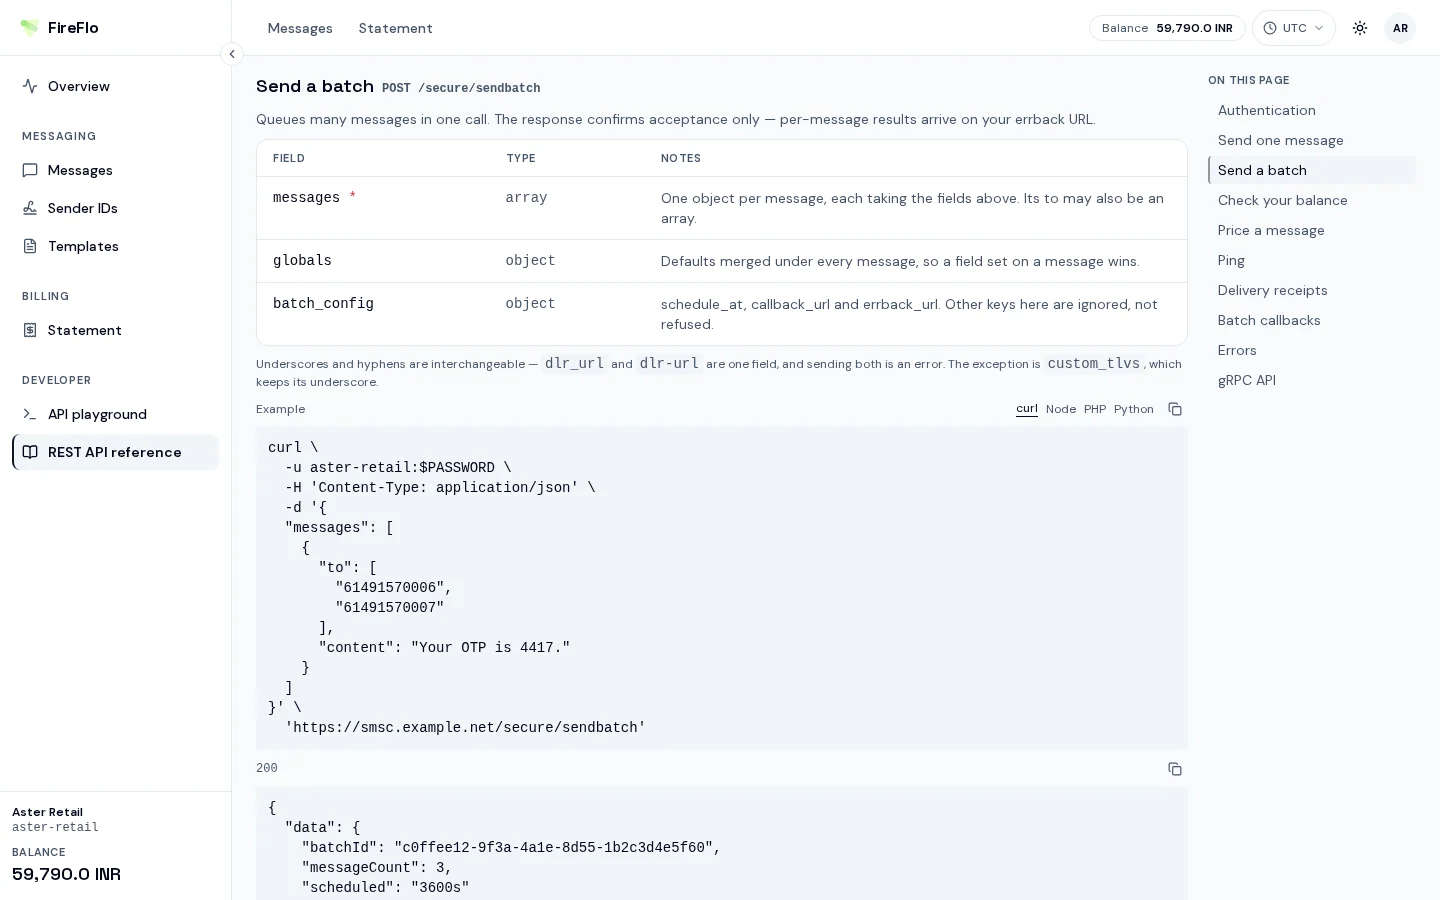 FireFlo
Messages
Statement
Balance 59,790.0 INR
UTC
AR
Overview
MESSAGING
Messages
Sender IDs
Templates
BILLING
Statement
DEVELOPER
API playground
REST API reference
Aster Retail
aster-retail
BALANCE
59,790.0 INR
Send a batch POST /secure/sendbatch
Queues many messages in one call. The response confirms acceptance only — per-message results arrive on your errback URL.
FIELD TYPE NOTES
messages * array One object per message, each taking the fields above. Its to may also be an
array.
globals object Defaults merged under every message, so a field set on a message wins.
batch_config object schedule_at, callback_url and errback_url. Other keys here are ignored, not
refused.
Underscores and hyphens are interchangeable — dlr_url and dlr-url are one field, and sending both is an error. The exception is custom_tlvs, which
keeps its underscore.
Example curl Node PHP Python
curl \
  -u aster-retail:$PASSWORD \
  -H 'Content-Type: application/json' \
  -d '{
  "messages": [
    {
      "to": [
        "61491570006",
        "61491570007"
      ],
      "content": "Your OTP is 4417."
    }
  ]
}' \
  'https://smsc.example.net/secure/sendbatch'
200
{
  "data": {
    "batchId": "c0ffee12-9f3a-4a1e-8d55-1b2c3d4e5f60",
    "messageCount": 3,
    "scheduled": "3600s"
ON THIS PAGE
Authentication
Send one message
Send a batch
Check your balance
Price a message
Ping
Delivery receipts
Batch callbacks
Errors
gRPC API